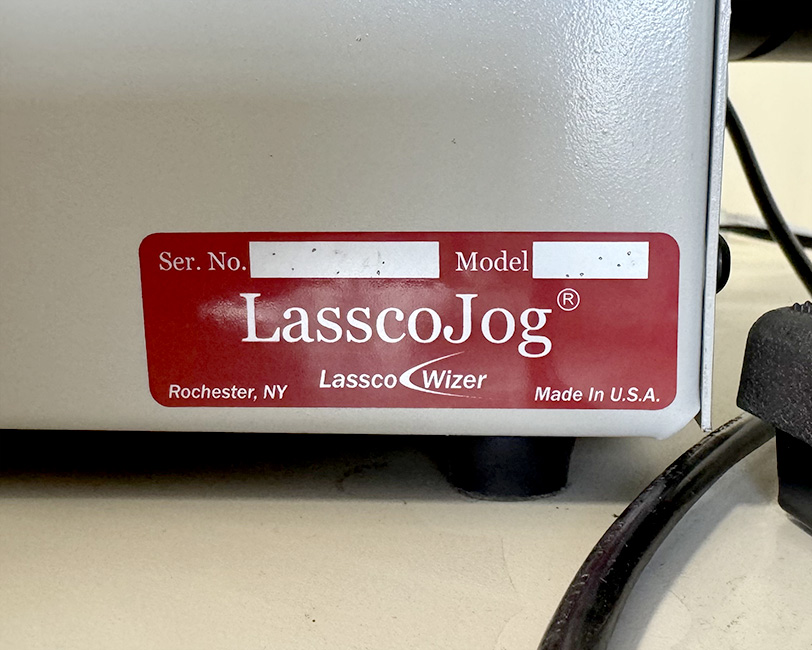 Ser. No. Model
LasscoJog®
Lassco Wizer
Rochester, NY Made In U.S.A.